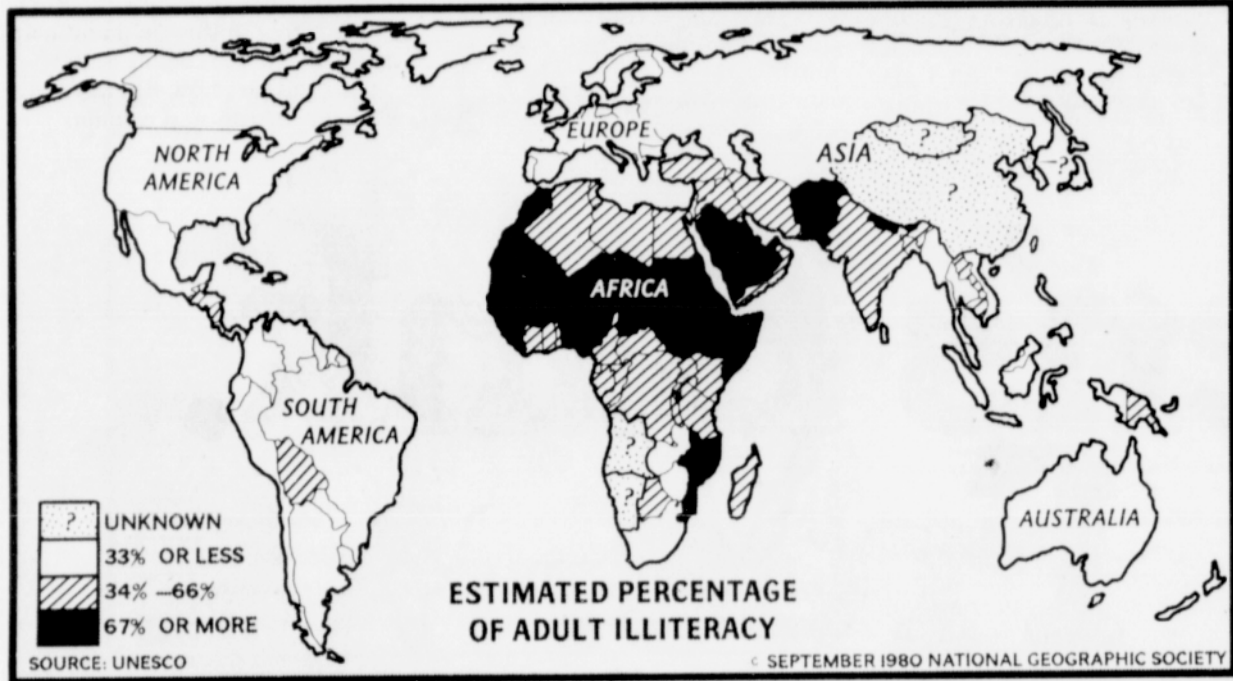 NORTH
AMERICA
EUROPE
ASIA
?
?
?
AFRICA
SOUTH
AMERICA
?
?
AUSTRALIA
? UNKNOWN
33% OR LESS
34% —66%
67% OR MORE
ESTIMATED PERCENTAGE
OF ADULT ILLITERACY
SOURCE: UNESCO
c SEPTEMBER 1980 NATIONAL GEOGRAPHIC SOCIETY